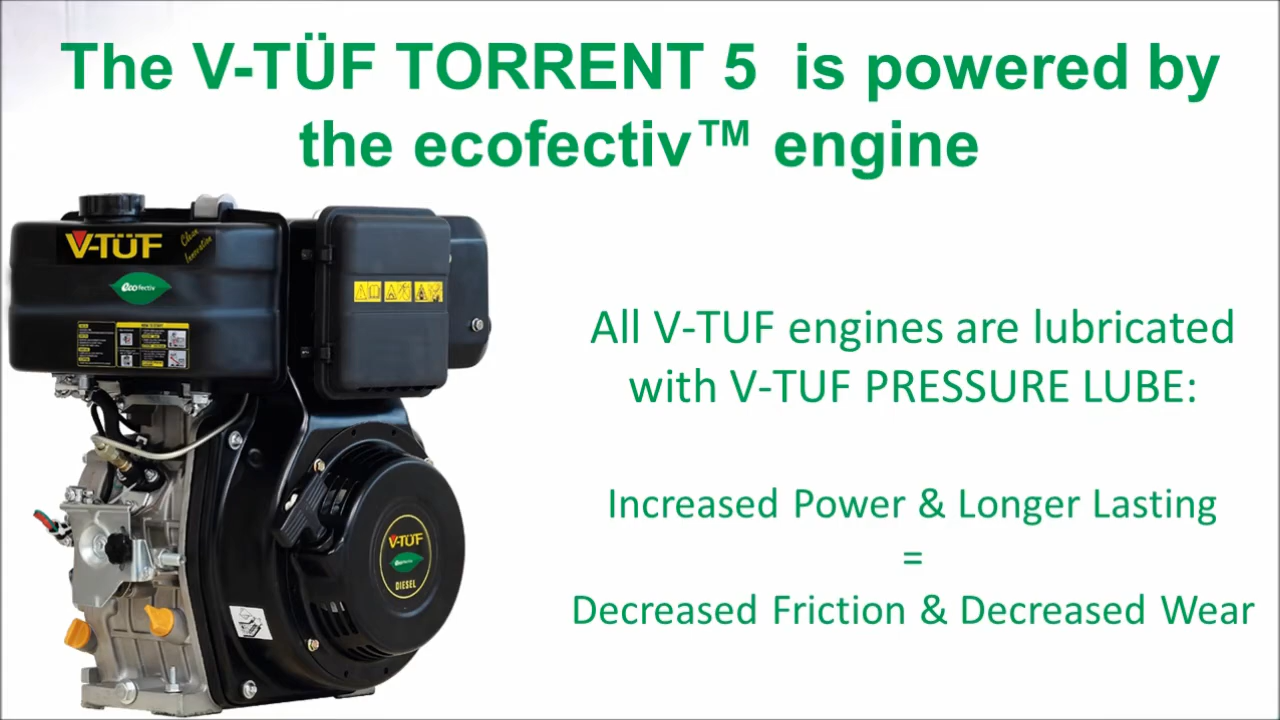 The V-TÜF TORRENT 5 is powered by
the ecofectiv™ engine
V-TÜF
Clean
Innovation
ecofectiv
All V-TUF engines are lubricated
with V-TUF PRESSURE LUBE:
Increased Power & Longer Lasting
=
Decreased Friction & Decreased Wear
V-TÜF
ecofectiv
DIESEL